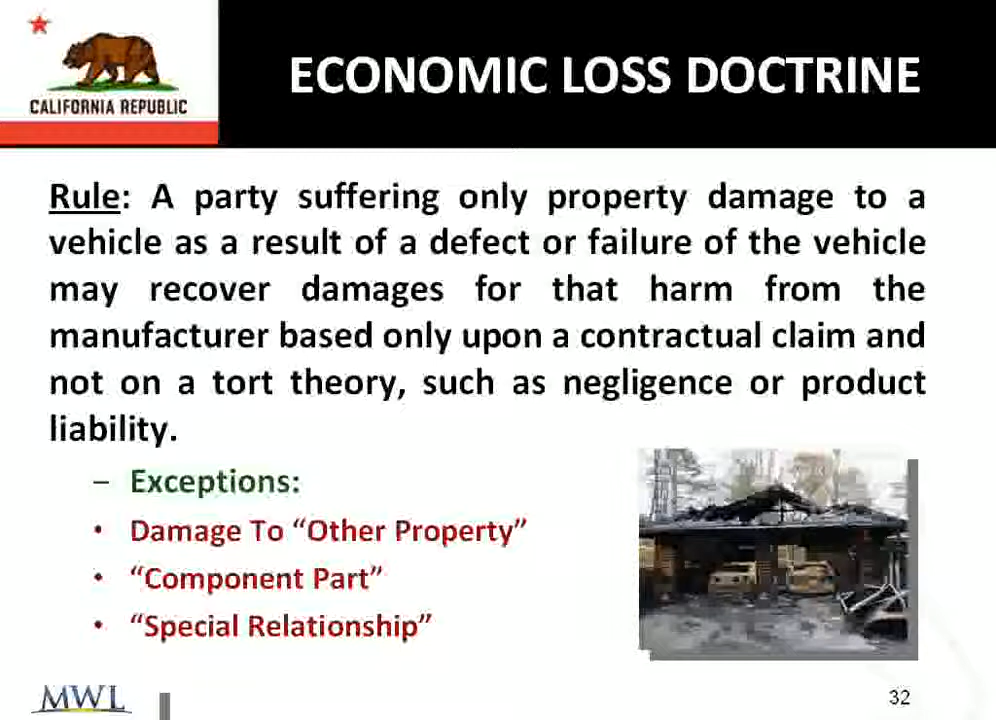 CALIFORNIA REPUBLIC
ECONOMIC LOSS DOCTRINE
Rule: A party suffering only property damage to a
vehicle as a result of a defect or failure of the vehicle
may recover damages for that harm from the
manufacturer based only upon a contractual claim and
not on a tort theory, such as negligence or product
liability.
– Exceptions:
• Damage To “Other Property”
• “Component Part”
• “Special Relationship”
MWL
32